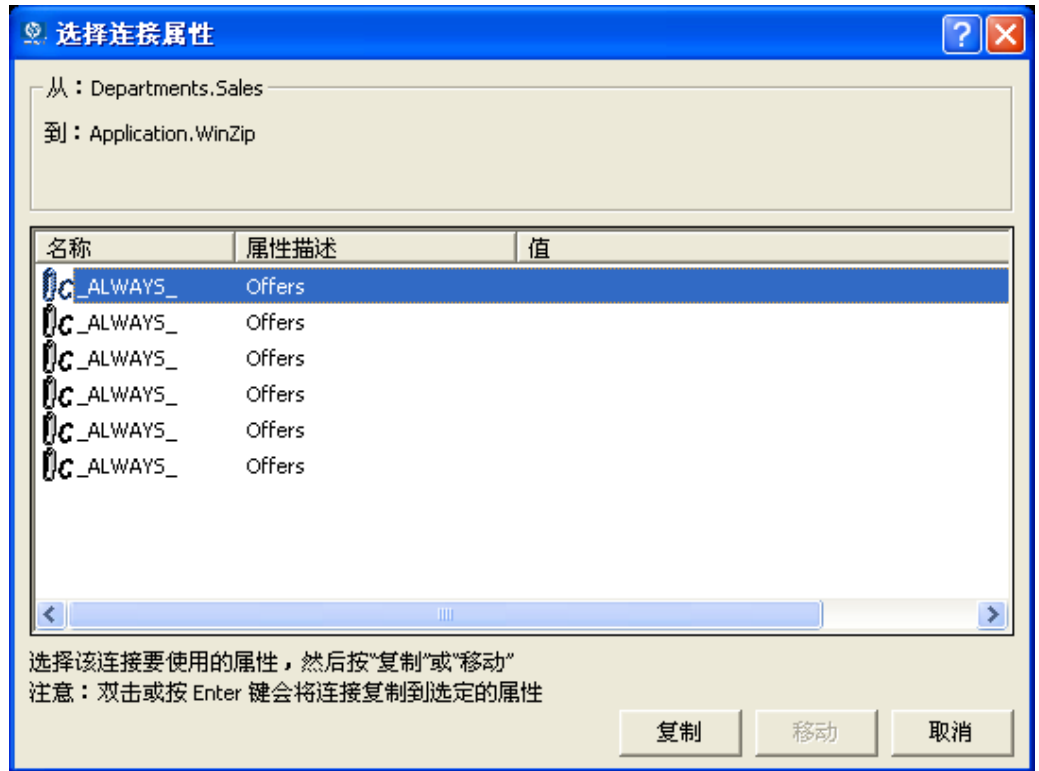 选择连接属性
从：Departments.Sales
到：Application.WinZip
名称 属性描述 值
_ALWAYS_ Offers
_ALWAYS_ Offers
_ALWAYS_ Offers
_ALWAYS_ Offers
_ALWAYS_ Offers
_ALWAYS_ Offers
选择该连接要使用的属性，然后按“复制”或“移动”
注意：双击或按 Enter 键会将连接复制到选定的属性
复制 移动 取消